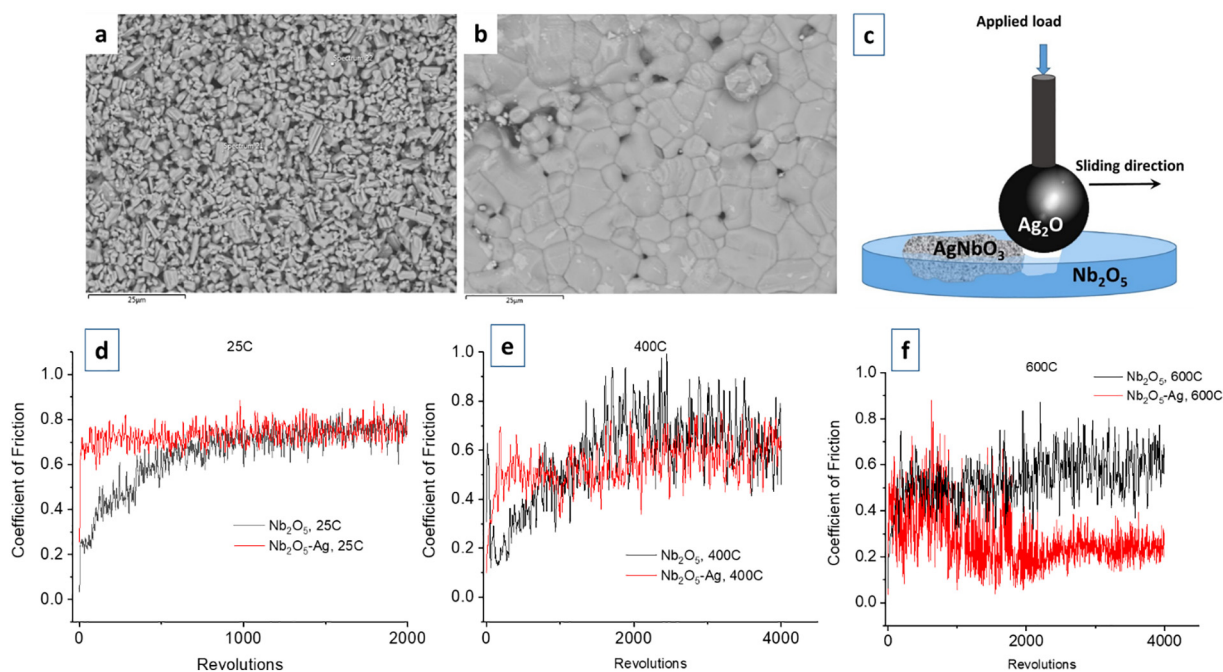 a
Spectrum 22
Spectrum 21
25µm
b
25µm
c
Applied load
Sliding direction
Ag₂O
AgNbO₃
Nb₂O₅
d
25C
Coefficient of Friction
1.0
0.8
0.6
0.4
0.2
0.0
Nb₂O₅, 25C
Nb₂O₅-Ag, 25C
0
1000
2000
Revolutions
e
400C
Coefficient of Friction
1.0
0.8
0.6
0.4
0.2
0.0
Nb₂O₅, 400C
Nb₂O₅-Ag, 400C
0
2000
4000
Revolutions
f
600C
Nb₂O₅, 600C
Nb₂O₅-Ag, 600C
Coefficient of Friction
1.0
0.8
0.6
0.4
0.2
0.0
0
2000
4000
Revolutions